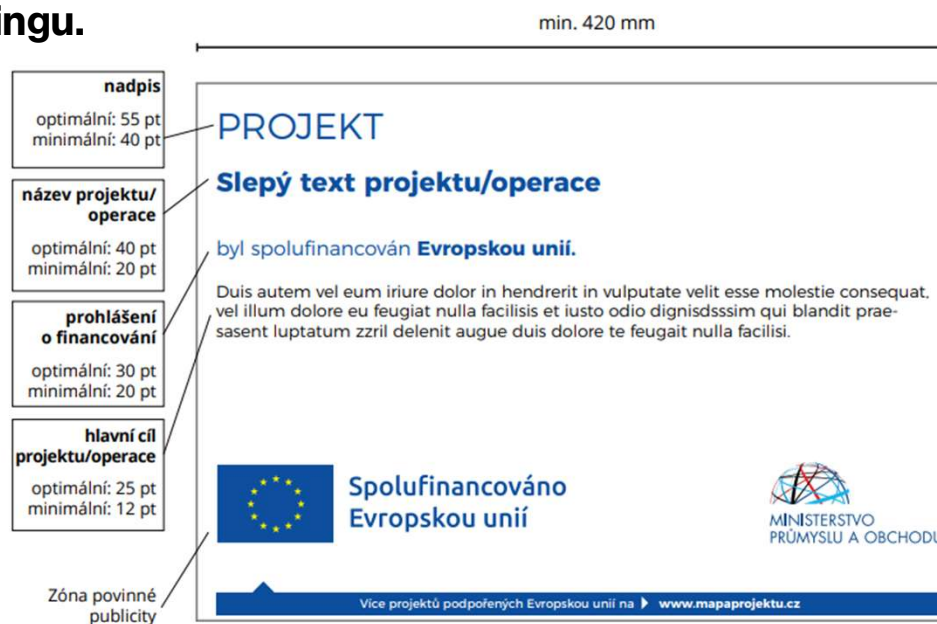 ingu.
min. 420 mm
nadpis
optimální: 55 pt
minimální: 40 pt
název projektu/
operace
optimální: 40 pt
minimální: 20 pt
prohlášení
o financování
optimální: 30 pt
minimální: 20 pt
hlavní cíl
projektu/operace
optimální: 25 pt
minimální: 12 pt
Zóna povinné
publicity
PROJEKT
Slepý text projektu/operace
byl spolufinancován Evropskou unií.
Duis autem vel eum iriure dolor in hendrerit in vulputate velit esse molestie consequat,
vel illum dolore eu feugiat nulla facilisis et iusto odio dignisdsssim qui blandit prae-
sasent luptatum zzril delenit augue duis dolore te feugait nulla facilisi.
Spolufinancováno
Evropskou unií
MINISTERSTVO
PRŮMYSLU A OBCHODU
Více projektů podpořených Evropskou unií na www.mapaprojektu.cz